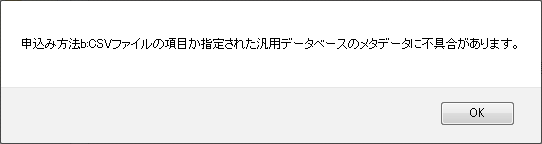 申込み方法b:CSVファイルの項目か指定された汎用データベースのメタデータに不具合があります。
OK